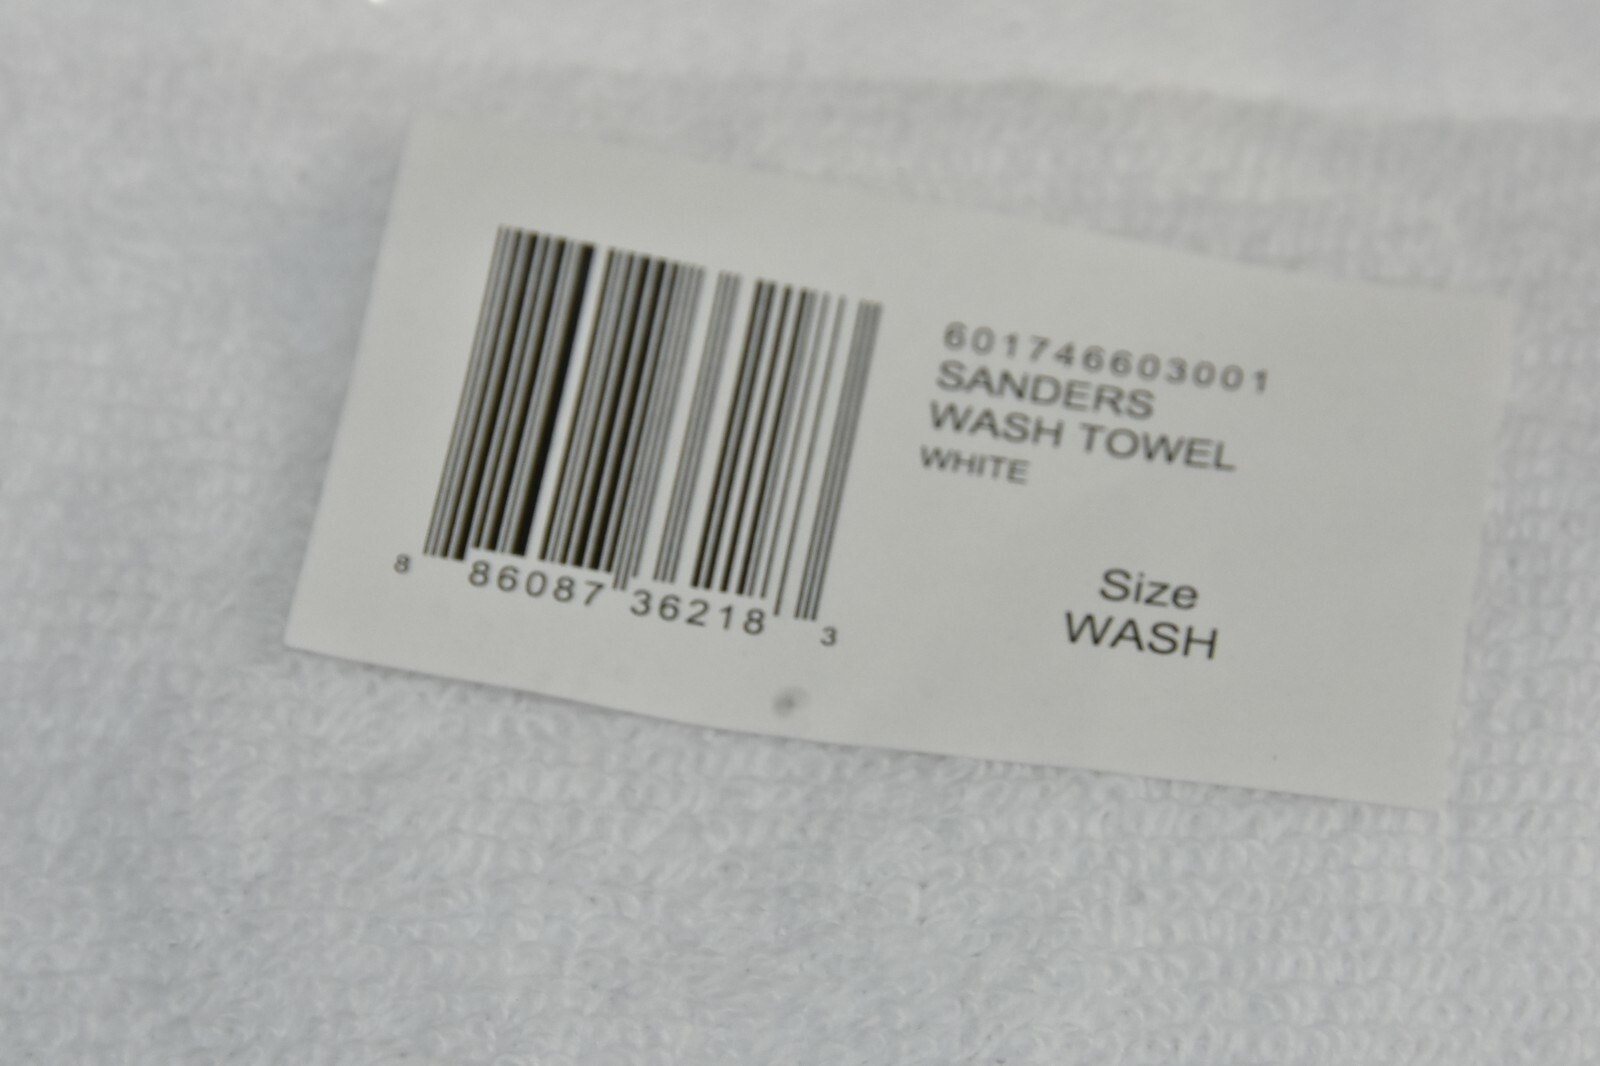 601746603001
SANDERS
WASH TOWEL
WHITE
Size
WASH
8 86087 36218 3